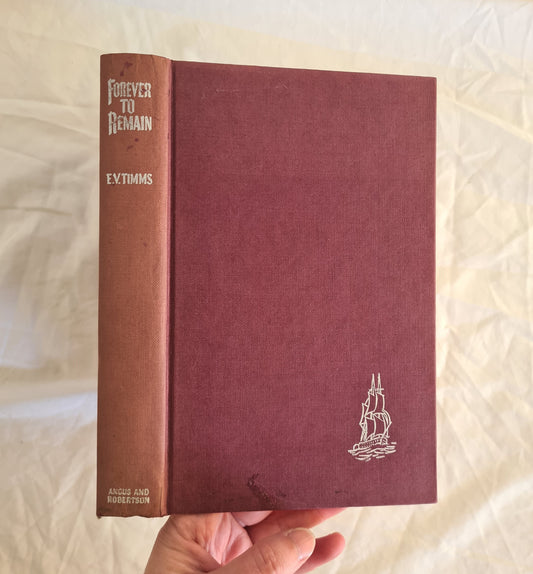 FOREVER
TO
REMAIN
E.V. TIMMS
ANGUS AND
ROBERTSON